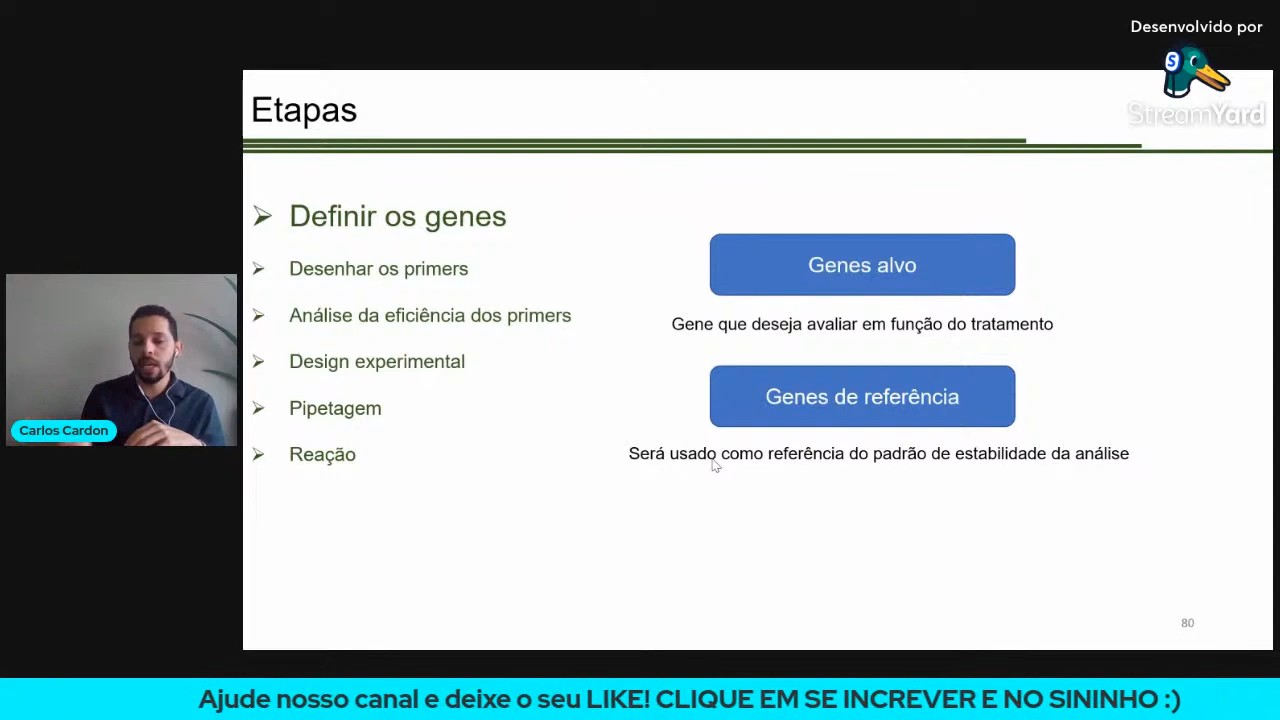 Desenvolvido por
StreamYard
Etapas
Definir os genes
Desenhar os primers
Análise da eficiência dos primers
Design experimental
Pipetagem
Reação
Genes alvo
Gene que deseja avaliar em função do tratamento
Genes de referência
Será usado como referência do padrão de estabilidade da análise
Carlos Cardon
80
Ajude nosso canal e deixe o seu LIKE! CLIQUE EM SE INCREVER E NO SININHO :)